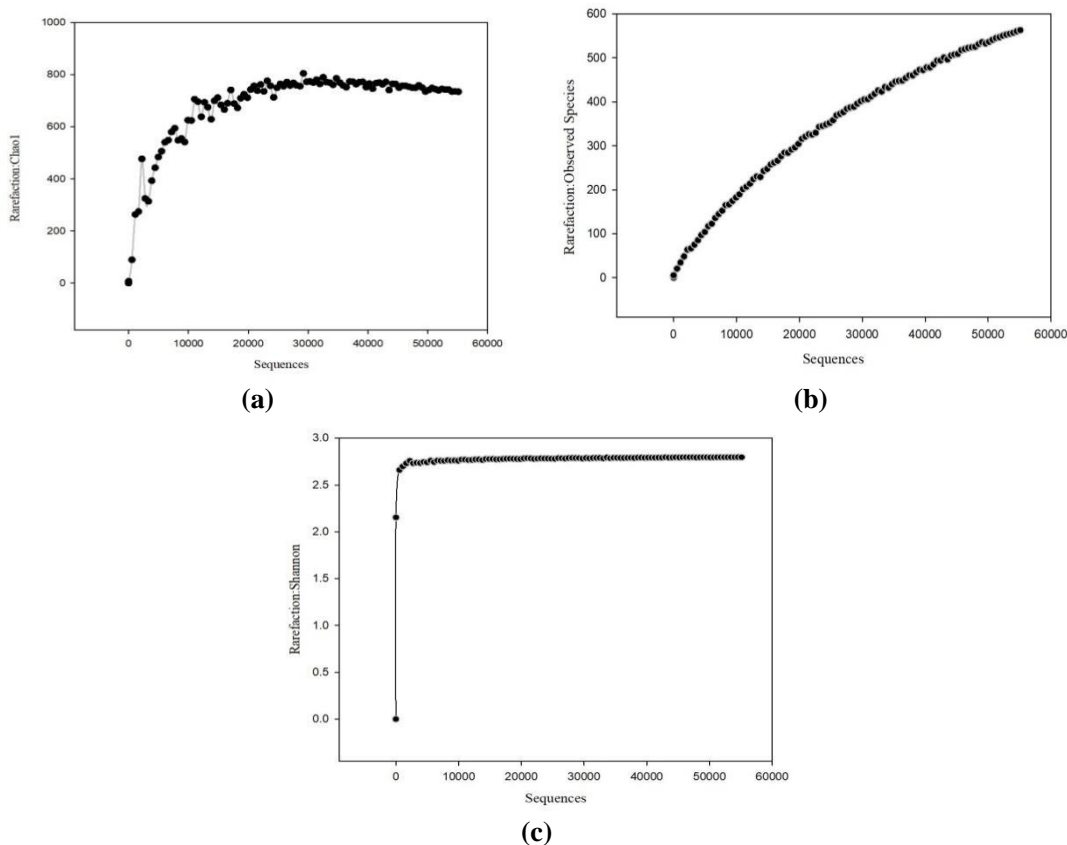 1000
800
600
400
200
0
Rarefaction:Chao1
0 10000 20000 30000 40000 50000 60000
Sequences
(a)
600
500
400
300
200
100
0
Rarefaction:Observed Species
0 10000 20000 30000 40000 50000 60000
Sequences
(b)
3.0
2.5
2.0
1.5
1.0
0.5
0.0
Rarefaction:Shannon
0 10000 20000 30000 40000 50000 60000
Sequences
(c)